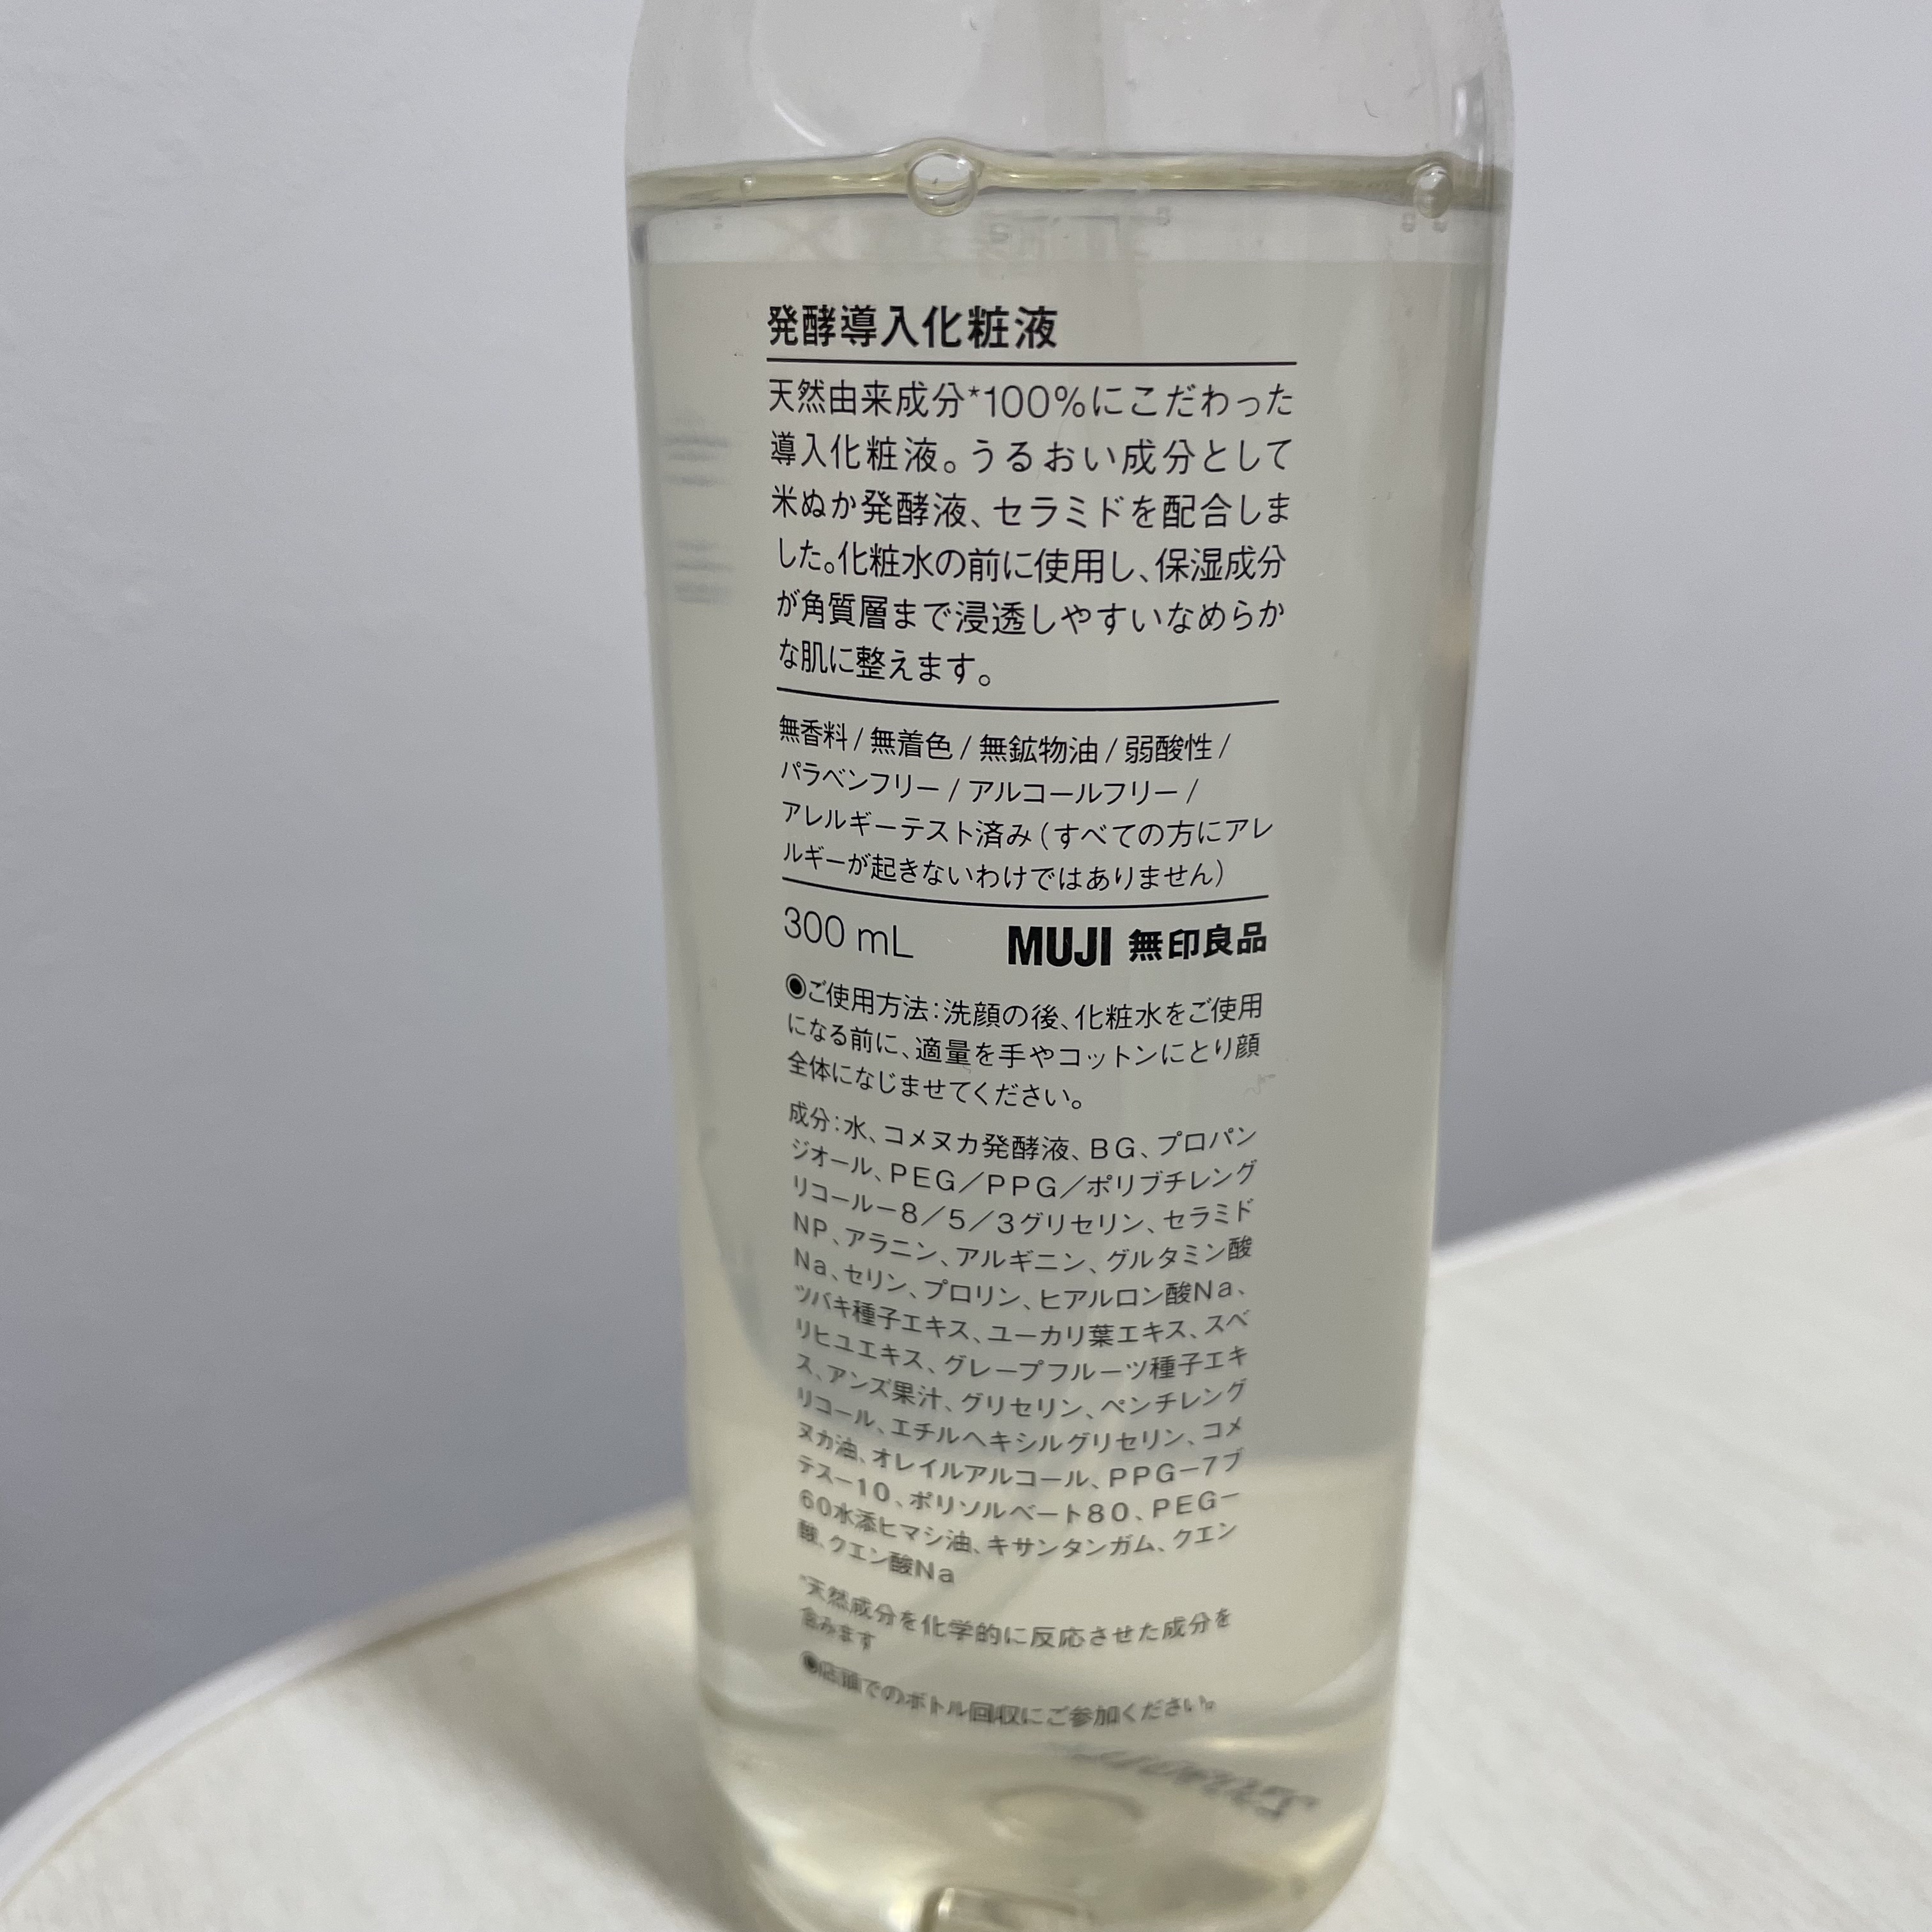 発酵導入化粧液
天然由来成分*100%にこだわった
導入化粧液。うるおい成分として
米ぬか発酵液、セラミドを配合しま
した。化粧水の前に使用し、保湿成分
が角質層まで浸透しやすいなめらか
な肌に整えます。
無香料/無着色/無鉱物油/弱酸性/
パラベンフリー/アルコールフリー/
アレルギーテスト済み(すべての方にアレ
ルギーが起きないわけではありません)
300 mL MUJI 無印良品
◉ご使用方法:洗顔の後、化粧水をご使用
になる前に、適量を手やコットンにとり顔
全体になじませてください。
成分:水、コメヌカ発酵液、BG、プロパン
ジオール、PEG/PPG/ポリブチレング
リコール-8/5/3グリセリン、セラミド
NP、アラニン、アルギニン、グルタミン酸
Na、セリン、プロリン、ヒアルロン酸Na、
ツバキ種子エキス、ユーカリ葉エキス、スベ
リヒユエキス、グレープフルーツ種子エキ
ス、アンズ果汁、グリセリン、ペンチレング
リコール、エチルヘキシルグリセリン、コメ
ヌカ油、オレイルアルコール、PPG-7ブ
テス-10、ポリソルベート80、PEG-
60水添ヒマシ油、キサンタンガム、クエン
酸、クエン酸Na
*天然成分を化学的に反応させた成分を
含みます
◉店頭でのボトル回収にご参加ください。